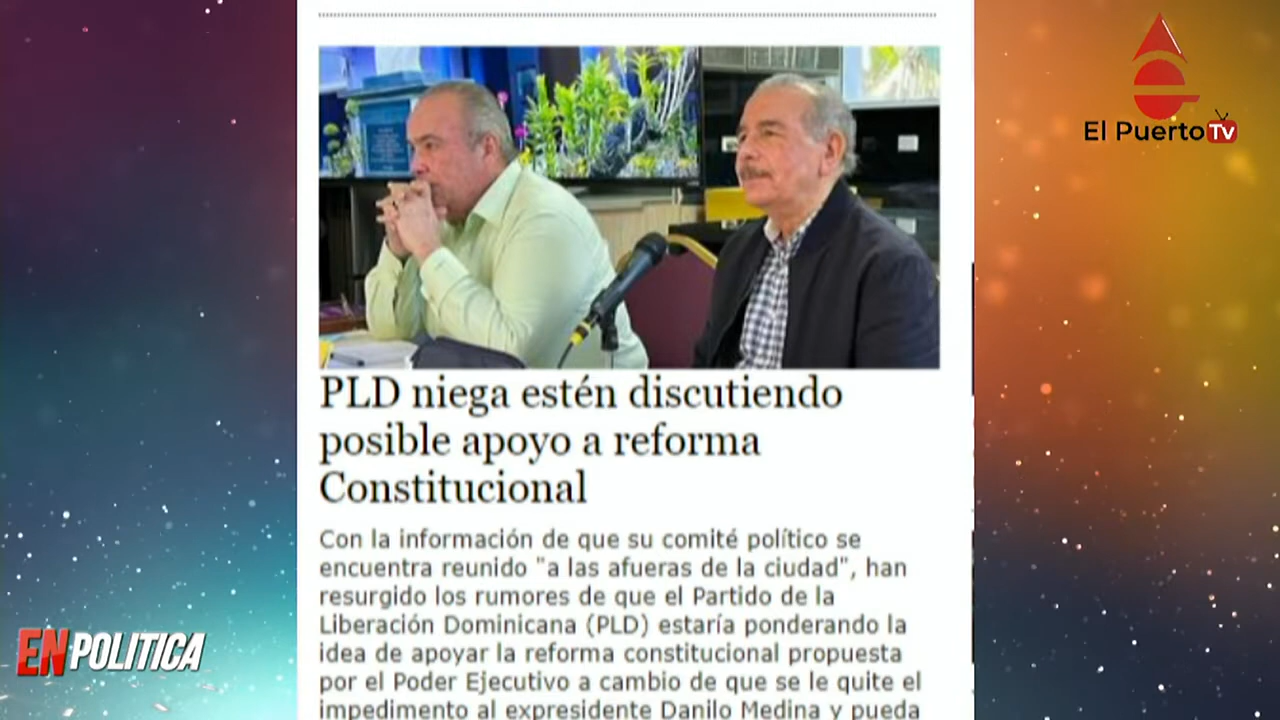 El Puerto Tv
PLD niega estén discutiendo
posible apoyo a reforma
Constitucional
Con la información de que su comité político se
encuentra reunido "a las afueras de la ciudad", han
resurgido los rumores de que el Partido de la
Liberación Dominicana (PLD) estaría ponderando la
idea de apoyar la reforma constitucional propuesta
por el Poder Ejecutivo a cambio de que se le quite el
impedimento al expresidente Danilo Medina y pueda
EN POLITICA